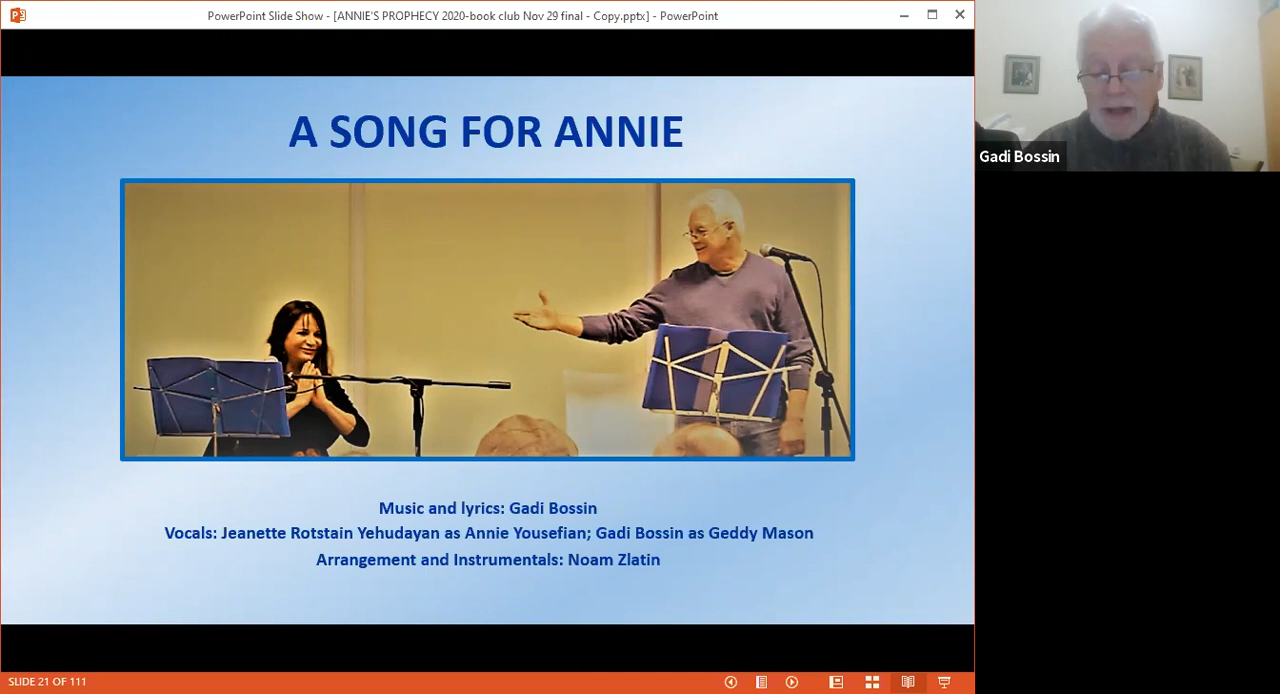 PowerPoint Slide Show - [ANNIE'S PROPHECY 2020-book club Nov 29 final - Copy.pptx] - PowerPoint
A SONG FOR ANNIE
Music and lyrics: Gadi Bossin
Vocals: Jeanette Rotstain Yehudayan as Annie Yousefian; Gadi Bossin as Geddy Mason
Arrangement and Instrumentals: Noam Zlatin
SLIDE 21 OF 111
Gadi Bossin